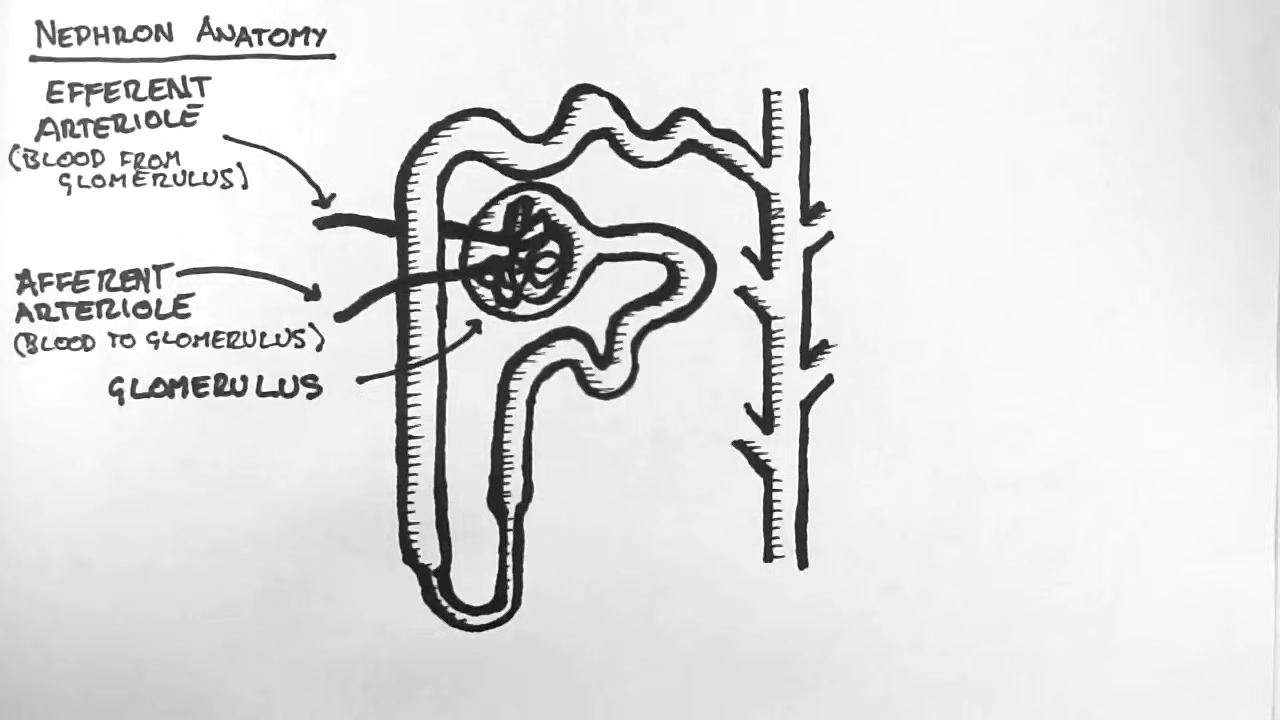 NEPHRON ANATOMY
EFFERENT
ARTERIOLE
(BLOOD FROM
GLOMERULUS)
AFFERENT
ARTERIOLE
(BLOOD TO GLOMERULUS)
GLOMERULUS